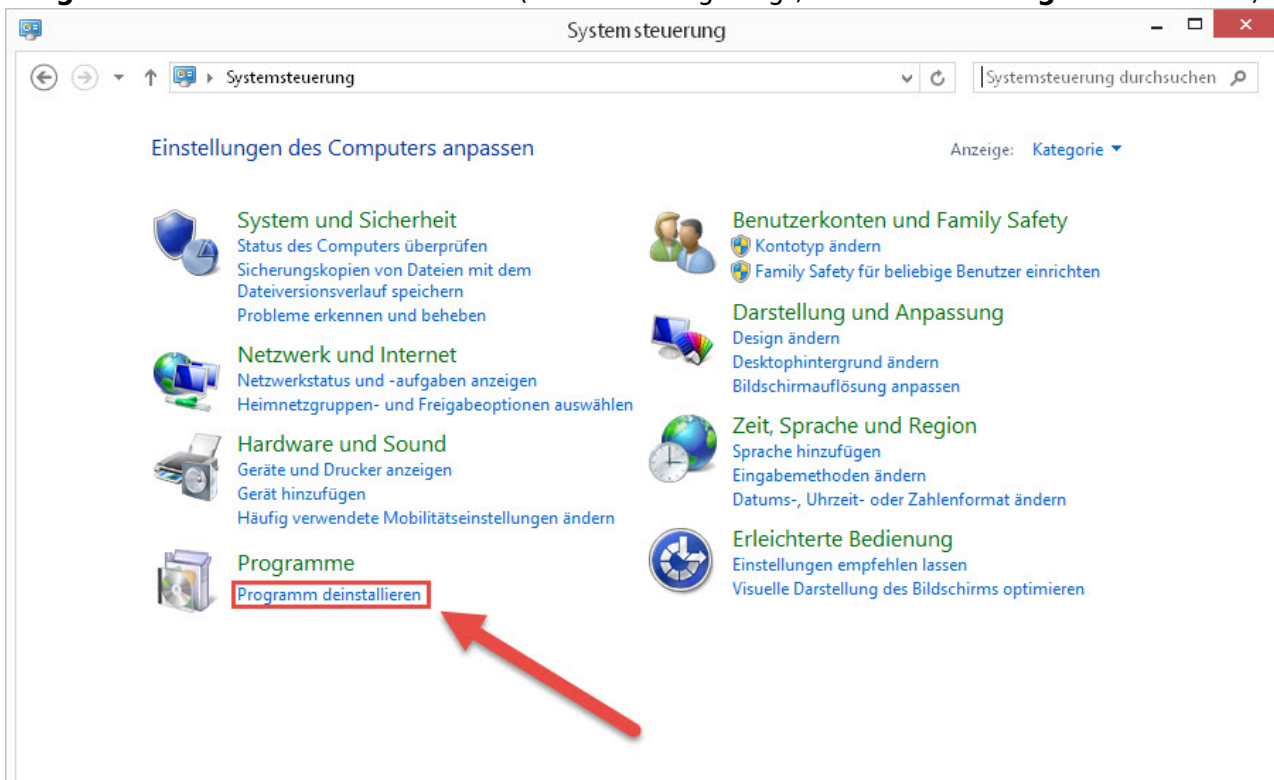 Systemsteuerung
Systemsteuerung
Systemsteuerung durchsuchen
Einstellungen des Computers anpassen
Anzeige: Kategorie
System und Sicherheit
Status des Computers überprüfen
Sicherungskopien von Dateien mit dem
Dateiversionsverlauf speichern
Probleme erkennen und beheben
Netzwerk und Internet
Netzwerkstatus und -aufgaben anzeigen
Heimnetzgruppen- und Freigabeoptionen auswählen
Hardware und Sound
Geräte und Drucker anzeigen
Gerät hinzufügen
Häufig verwendete Mobilitätseinstellungen ändern
Programme
Programm deinstallieren
Benutzerkonten und Family Safety
Kontotyp ändern
Family Safety für beliebige Benutzer einrichten
Darstellung und Anpassung
Design ändern
Desktophintergrund ändern
Bildschirmauflösung anpassen
Zeit, Sprache und Region
Sprache hinzufügen
Eingabemethoden ändern
Datums-, Uhrzeit- oder Zahlenformat ändern
Erleichterte Bedienung
Einstellungen empfehlen lassen
Visuelle Darstellung des Bildschirms optimieren